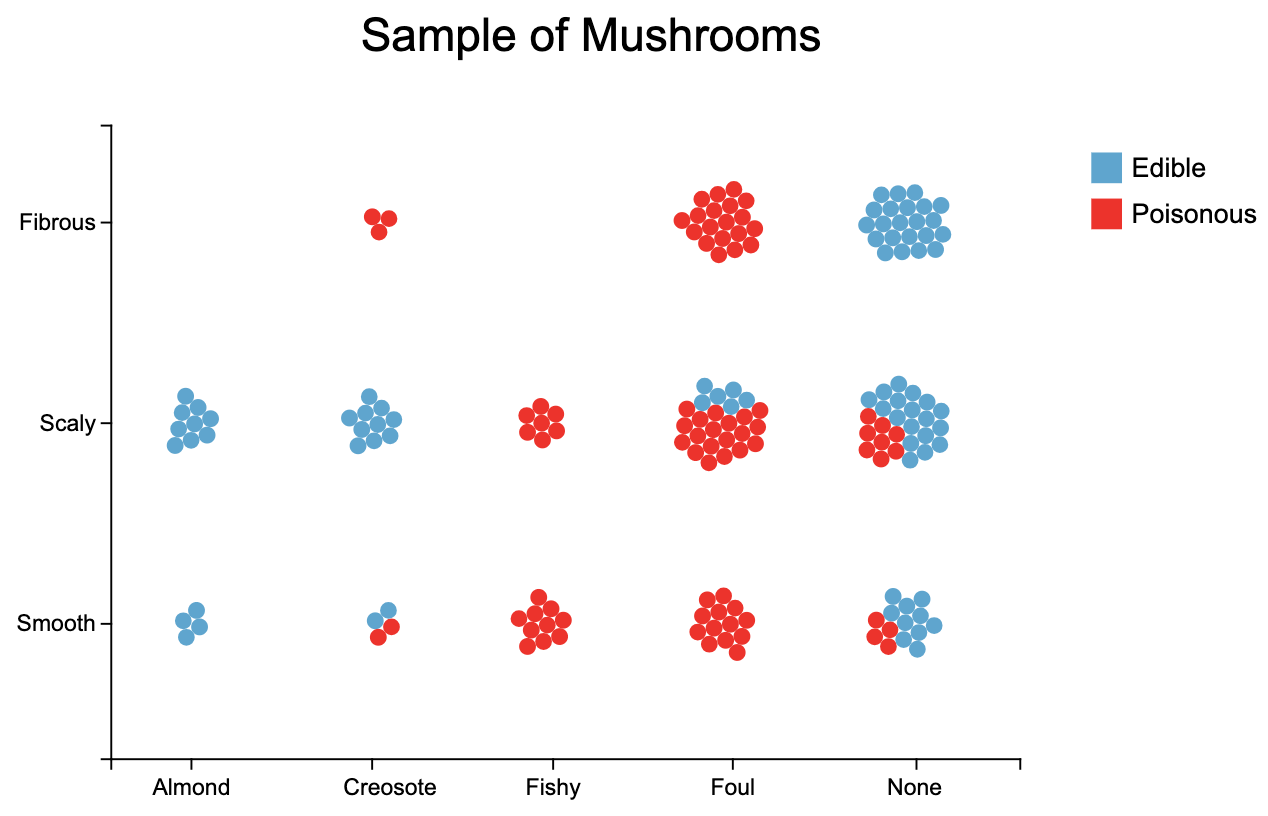 Sample of Mushrooms
Edible
Poisonous
Fibrous
Scaly
Smooth
Almond
Creosote
Fishy
Foul
None